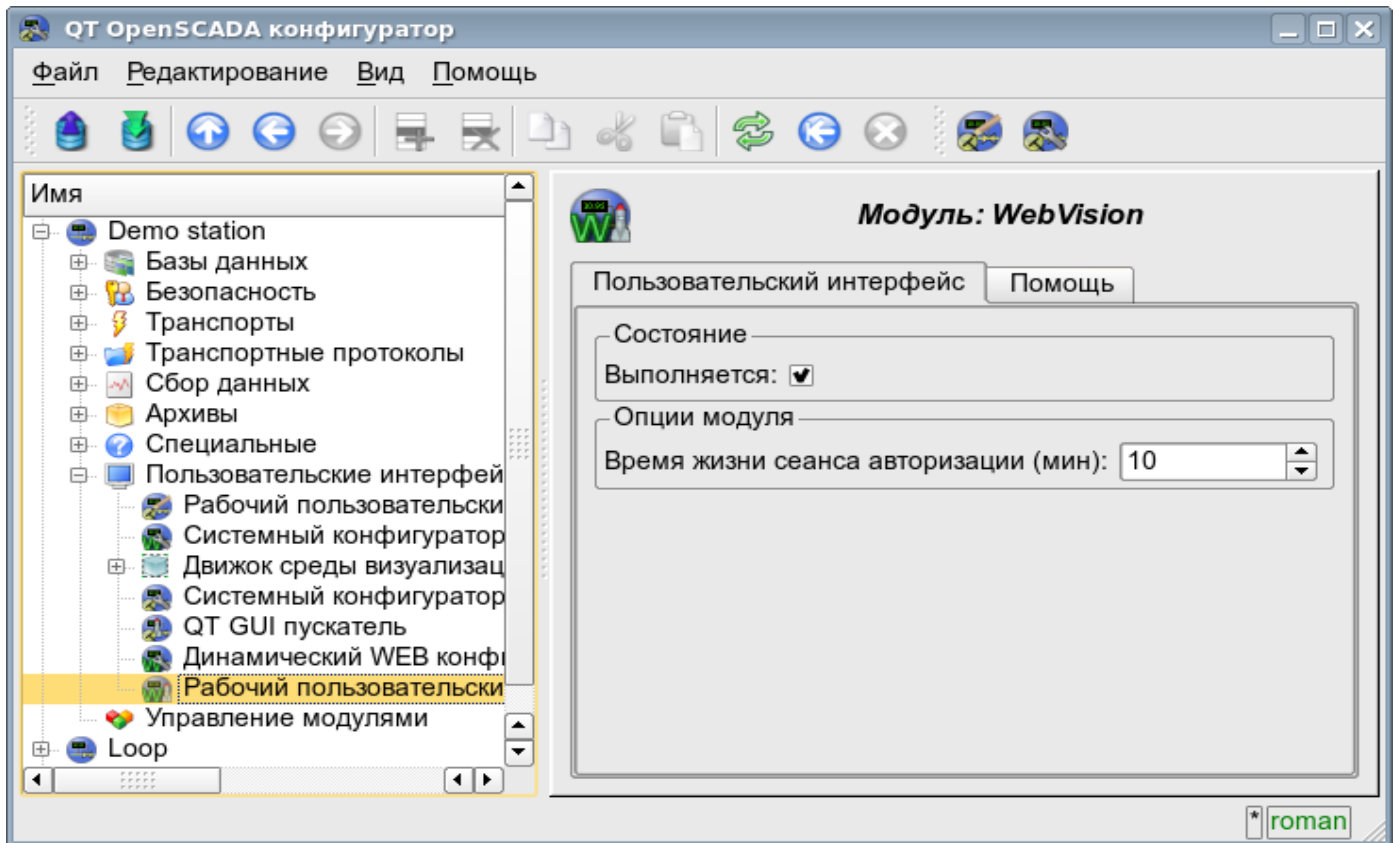 QT OpenSCADA конфигуратор
Файл Редактирование Вид Помощь
Имя
Demo station
Базы данных
Безопасность
Транспорты
Транспортные протоколы
Сбор данных
Архивы
Специальные
Пользовательские интерфей
Рабочий пользовательски
Системный конфигуратор
Движок среды визуализац
Системный конфигуратор
QT GUI пускатель
Динамический WEB конф
Рабочий пользовательски
Управление модулями
Loop
Модуль: WebVision
Пользовательский интерфейс Помощь
Состояние
Выполняется:
Опции модуля
Время жизни сеанса авторизации (мин): 10
* roman